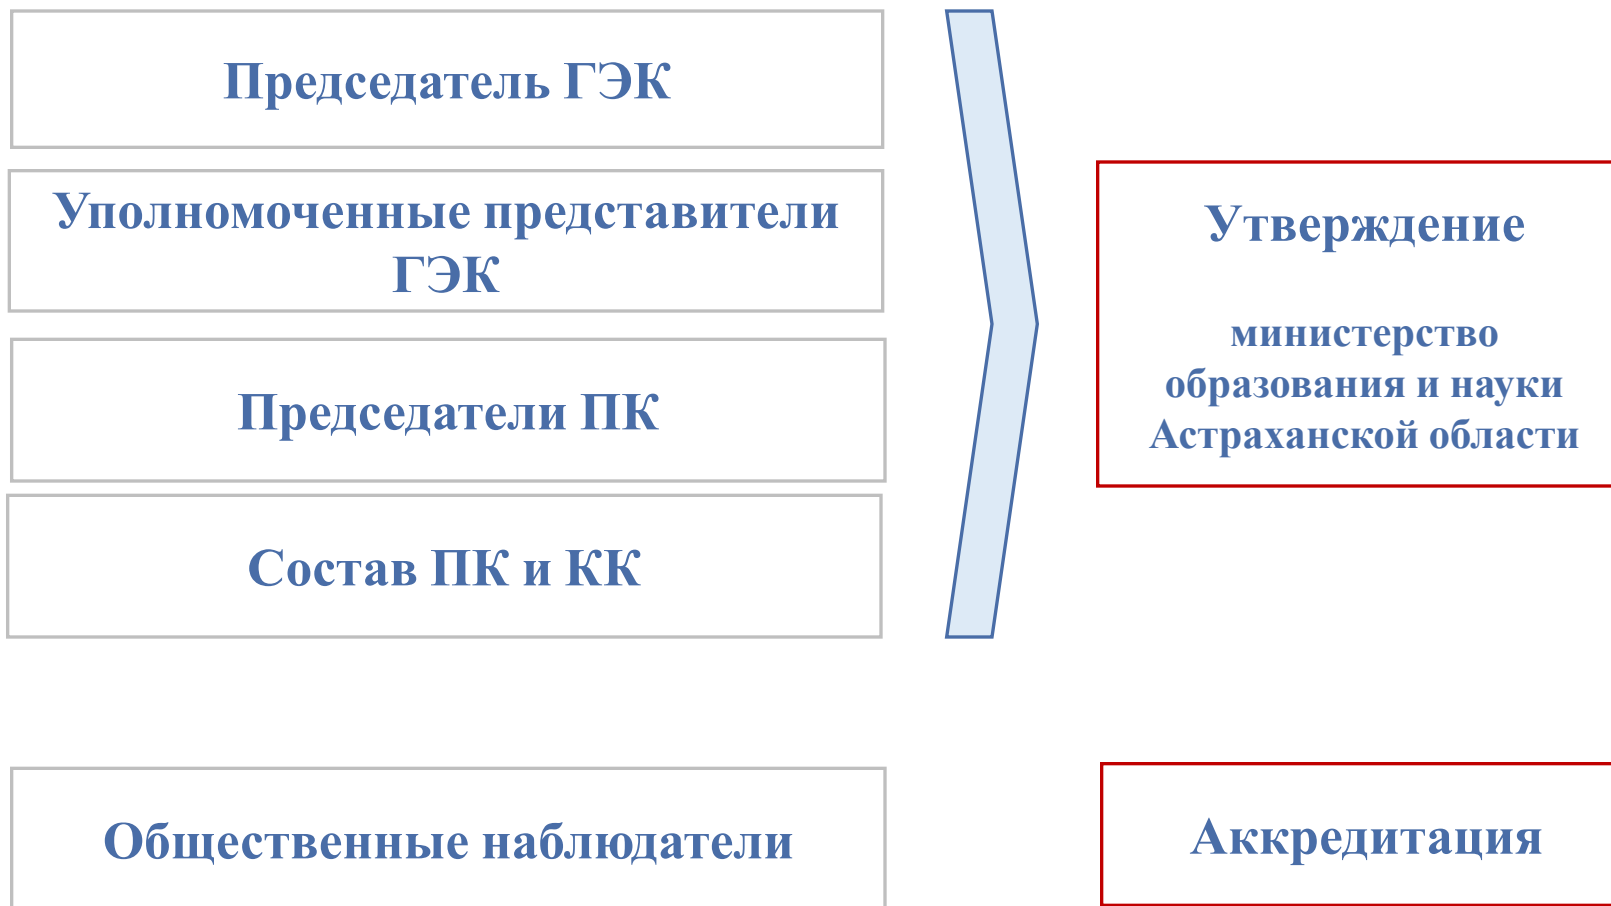 Председатель ГЭК
Уполномоченные представители
ГЭК
Председатели ПК
Состав ПК и КК
Утверждение
министерство
образования и науки
Астраханской области
Общественные наблюдатели
Аккредитация